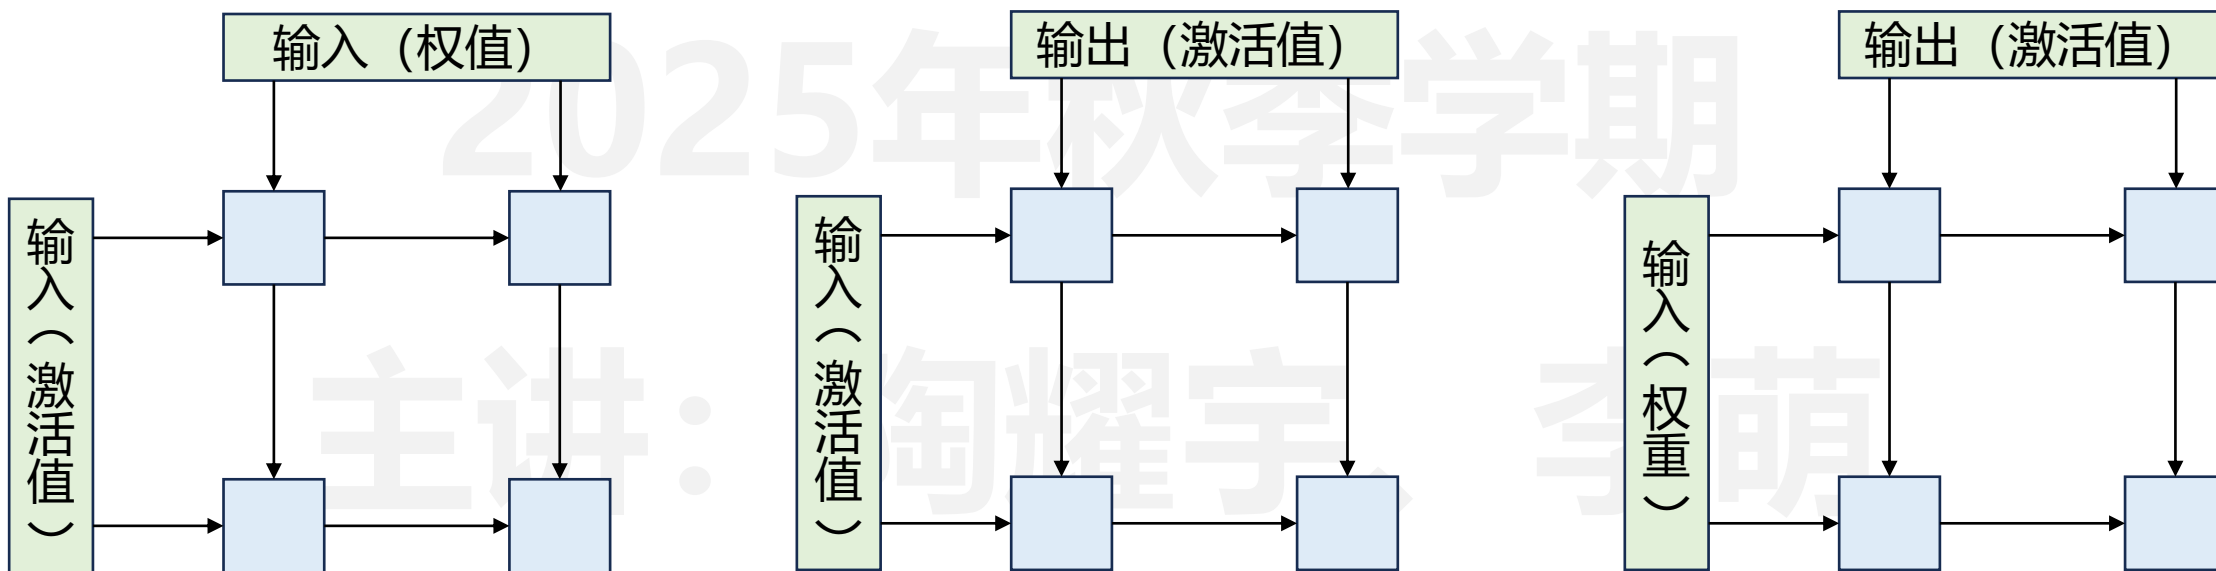 输入（权值）
输出（激活值）
输出（激活值）
2025年秋季学期
输入（激活值）
输入（激活值）
输入（权重）
主讲：陶耀宇、李萌